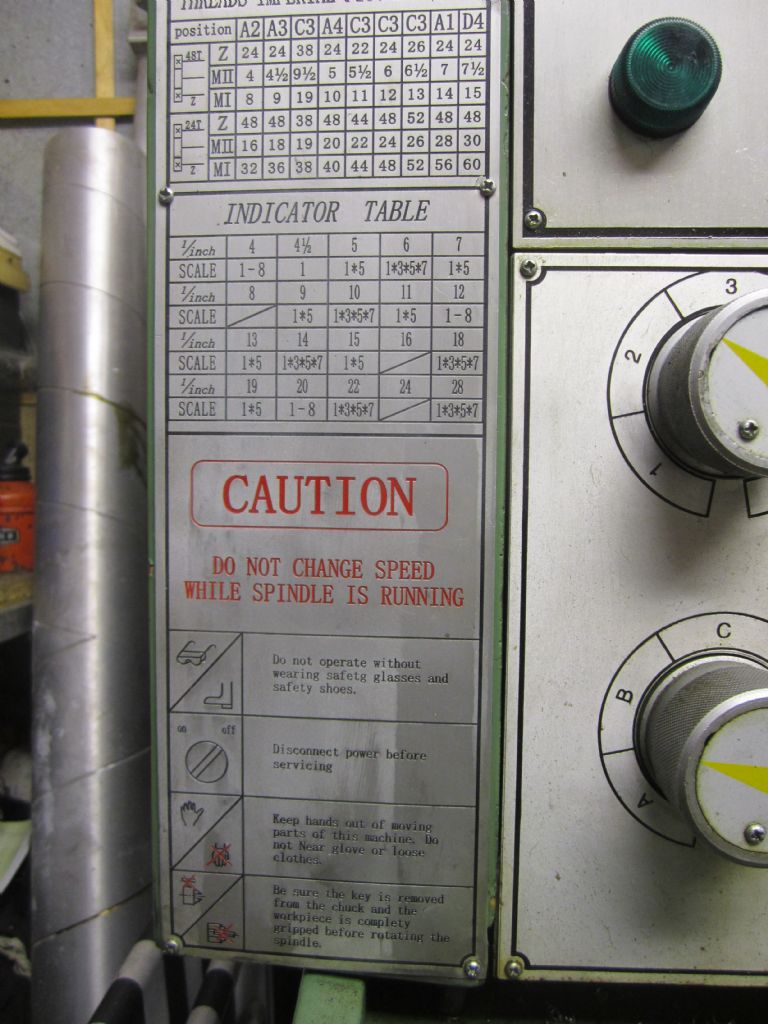 THREADS IMPERIAL
position A2 A3 C3 A4 C3 C3 C3 A1 D4
48T Z 24 24 38 24 22 24 26 24 24
MⅡ 4 4½ 9½ 5 5½ 6 6½ 7 7½
Z MⅠ 8 9 19 10 11 12 13 14 15
24T Z 48 48 38 48 44 48 52 48 48
MⅡ 16 18 19 20 22 24 26 28 30
Z MⅠ 32 36 38 40 44 48 52 56 60
INDICATOR TABLE
1/inch 4 4½ 5 6 7
SCALE 1-8 1 1*5 1*3*5*7 1*5
1/inch 8 9 10 11 12
SCALE 1*5 1*3*5*7 1*5 1-8
1/inch 13 14 15 16 18
SCALE 1*5 1*3*5*7 1*5 1*3*5*7
1/inch 19 20 22 24 28
SCALE 1*5 1-8 1*3*5*7 1*3*5*7
CAUTION
DO NOT CHANGE SPEED
WHILE SPINDLE IS RUNNING
Do not operate without
wearing safetg glasses and
safety shoes.
on off
Disconnect power before
servicing
Keep hands out of moving
parts of this machine. Do
not Near glove or loose
clothes.
Be sure the key is removed
from the chuck and the
workpiece is complety
gripped before rotating the
spindle.
3
2
1
C
B
A